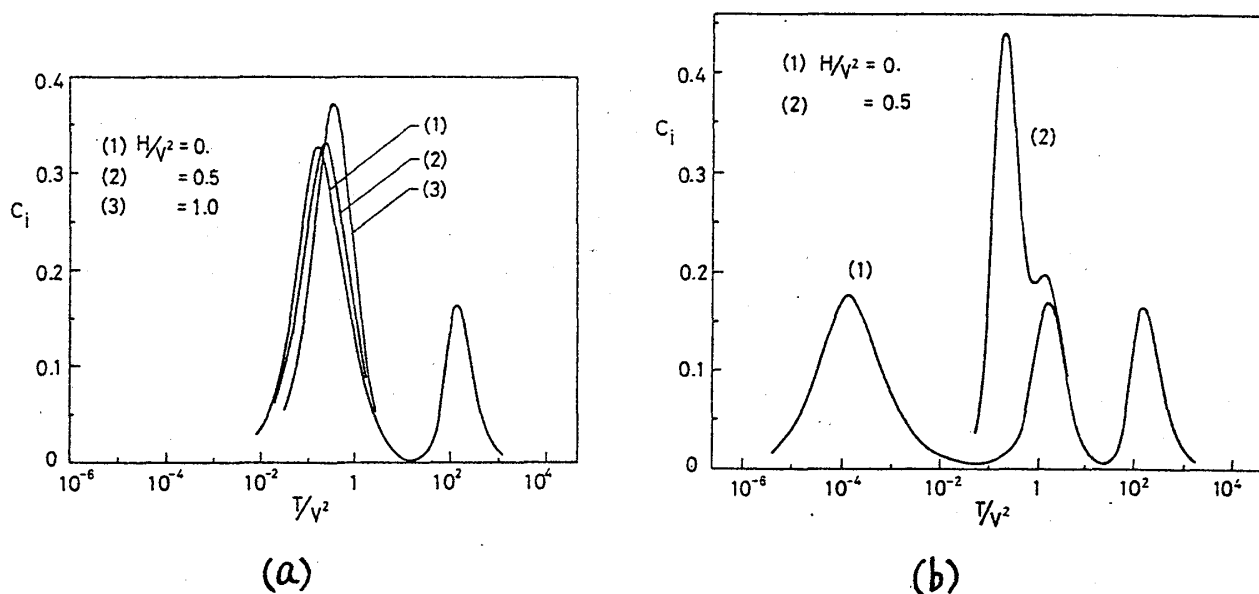 0.4
0.3
0.2
0.1
0
C_i
(1) H/V² = 0.
(2) = 0.5
(3) = 1.0
(1)
(2)
(3)
10⁻⁶ 10⁻⁴ 10⁻² 1 10² 10⁴
T/V²
(a)
0.4
0.3
0.2
0.1
0
C_i
(1) H/V² = 0.
(2) = 0.5
(2)
(1)
10⁻⁶ 10⁻⁴ 10⁻² 1 10² 10⁴
T/V²
(b)